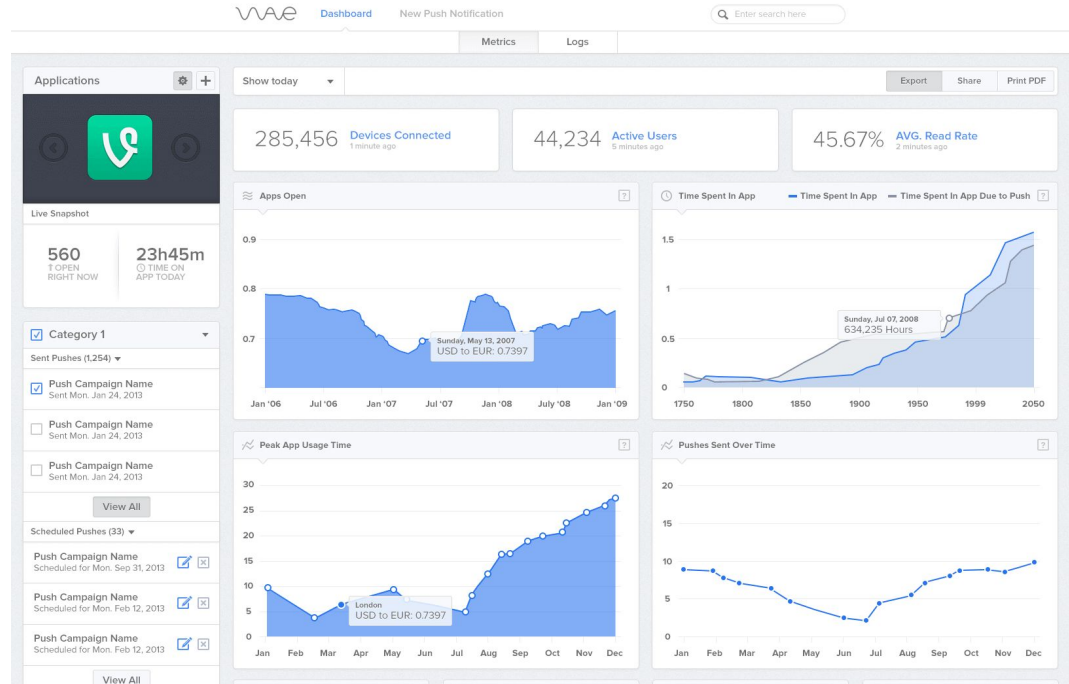 WAVE
Dashboard
New Push Notification
Enter search here
Metrics
Logs
Applications
Show today
Export
Share
Print PDF
Live Snapshot
560
OPEN
RIGHT NOW
23h45m
TIME ON
APP TODAY
285,456
Devices Connected
1 minute ago
44,234
Active Users
5 minutes ago
45.67%
AVG. Read Rate
2 minutes ago
Category 1
Sent Pushes (1,254)
Push Campaign Name
Sent Mon. Jan 24, 2013
Push Campaign Name
Sent Mon. Jan 24, 2013
Push Campaign Name
Sent Mon. Jan 24, 2013
View All
Scheduled Pushes (33)
Push Campaign Name
Scheduled for Mon. Sep 31, 2013
Push Campaign Name
Scheduled for Mon. Feb 12, 2013
Push Campaign Name
Scheduled for Mon. Feb 12, 2013
View All
Apps Open
?
0.9
0.8
0.7
Sunday, May 13, 2007
USD to EUR: 0.7397
Jan '06 Jul '06 Jan '07 Jul '07 Jan '08 July '08 Jan '09
Time Spent In App
Time Spent In App
Time Spent In App Due to Push
?
1.5
1
0.5
0
Sunday, Jul 07, 2008
634,235 Hours
1750 1800 1850 1900 1950 1999 2050
Peak App Usage Time
?
30
25
20
15
10
5
0
London
USD to EUR: 0.7397
Jan Feb Mar Apr May Jun Jul Aug Sep Oct Nov Dec
Pushes Sent Over Time
?
20
15
10
5
0
Jan Feb Mar Apr May Jun Jul Aug Sep Oct Nov Dec